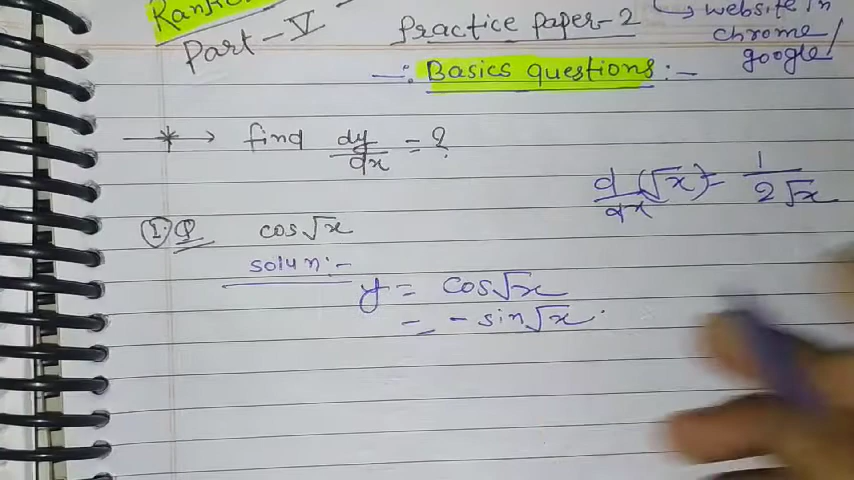 Part-V
Practice paper-2
website in
chrome
google/
-: Basics questions :-
find dy/dx = ?
d/dx (√x) = 1/2√x
1. Q cos√x
solun:-
y = cos√x
= - sin√x.